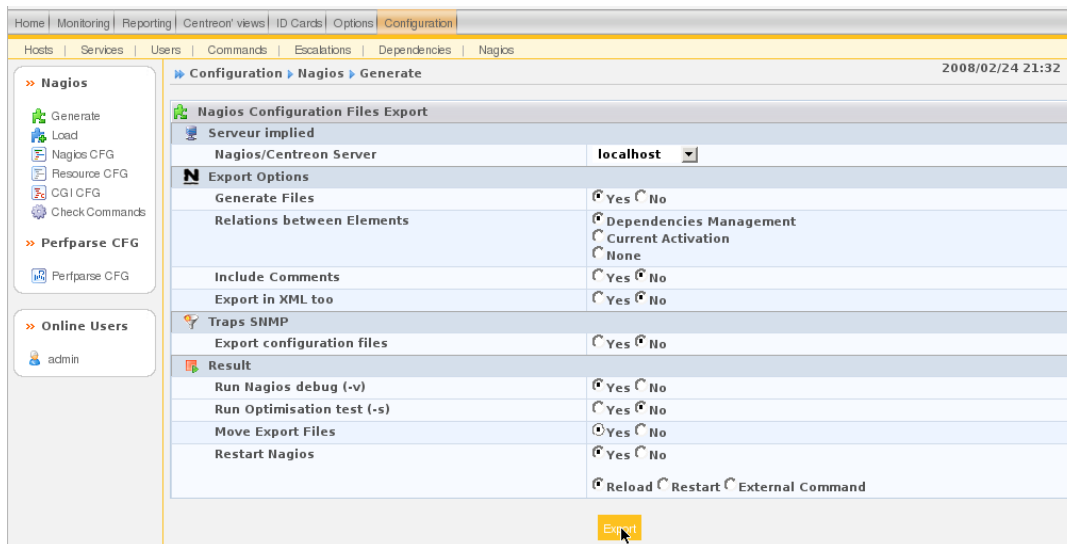 Home Monitoring Reporting Centreon' views ID Cards Options Configuration
Hosts | Services | Users | Commands | Escalations | Dependencies | Nagios
Nagios
Generate
Load
Nagios CFG
Resource CFG
CGI CFG
Check Commands
Perfparse CFG
Perfparse CFG
Online Users
admin
Configuration Nagios Generate 2008/02/24 21:32
Nagios Configuration Files Export
Serveur implied
Nagios/Centreon Server localhost
Export Options
Generate Files Yes No
Relations between Elements Dependencies Management
Current Activation
None
Include Comments Yes No
Export in XML too Yes No
Traps SNMP
Export configuration files Yes No
Result
Run Nagios debug (-v) Yes No
Run Optimisation test (-s) Yes No
Move Export Files Yes No
Restart Nagios Yes No
Reload Restart External Command
Export